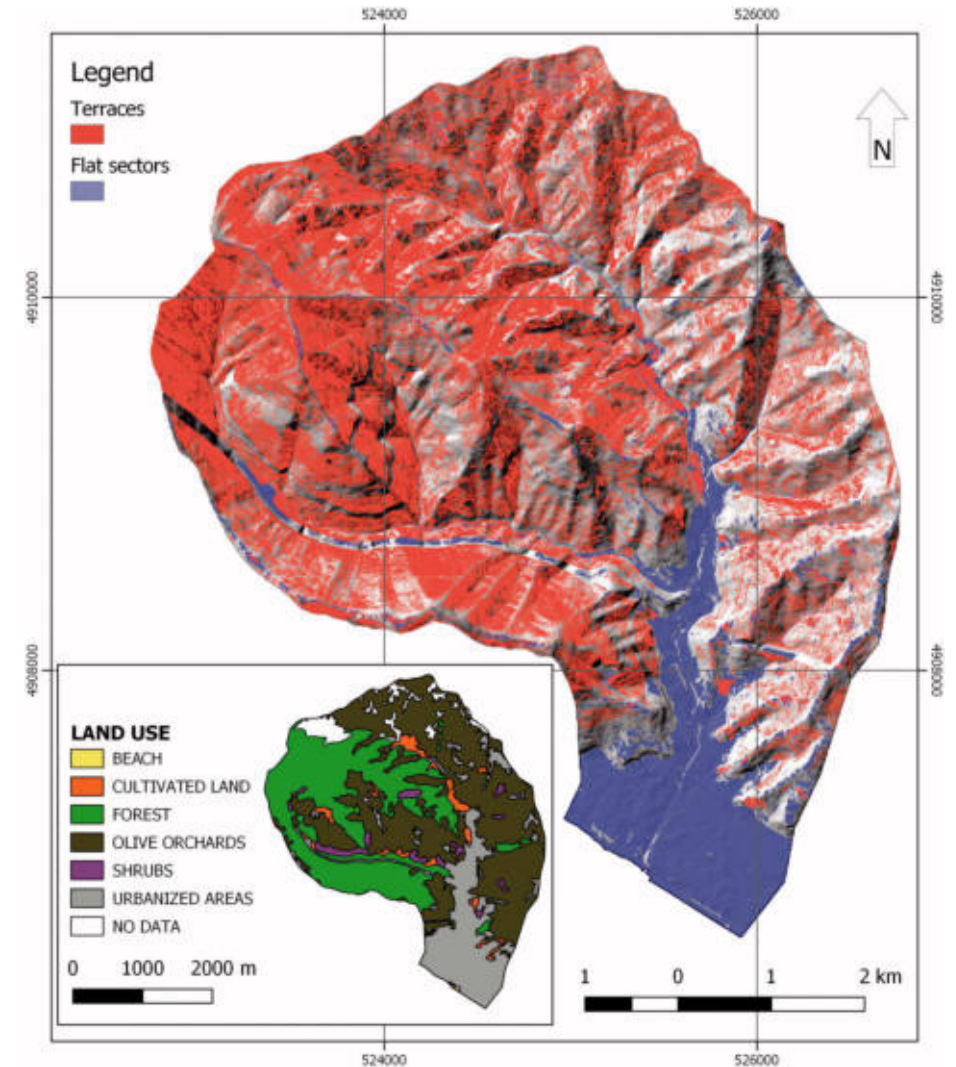 524000 526000
Legend
Terraces
Flat sectors
N
4910000 4910000
4908000 4908000
LAND USE
BEACH
CULTIVATED LAND
FOREST
OLIVE ORCHARDS
SHRUBS
URBANIZED AREAS
NO DATA
0 1000 2000 m
1 0 1 2 km
524000 526000